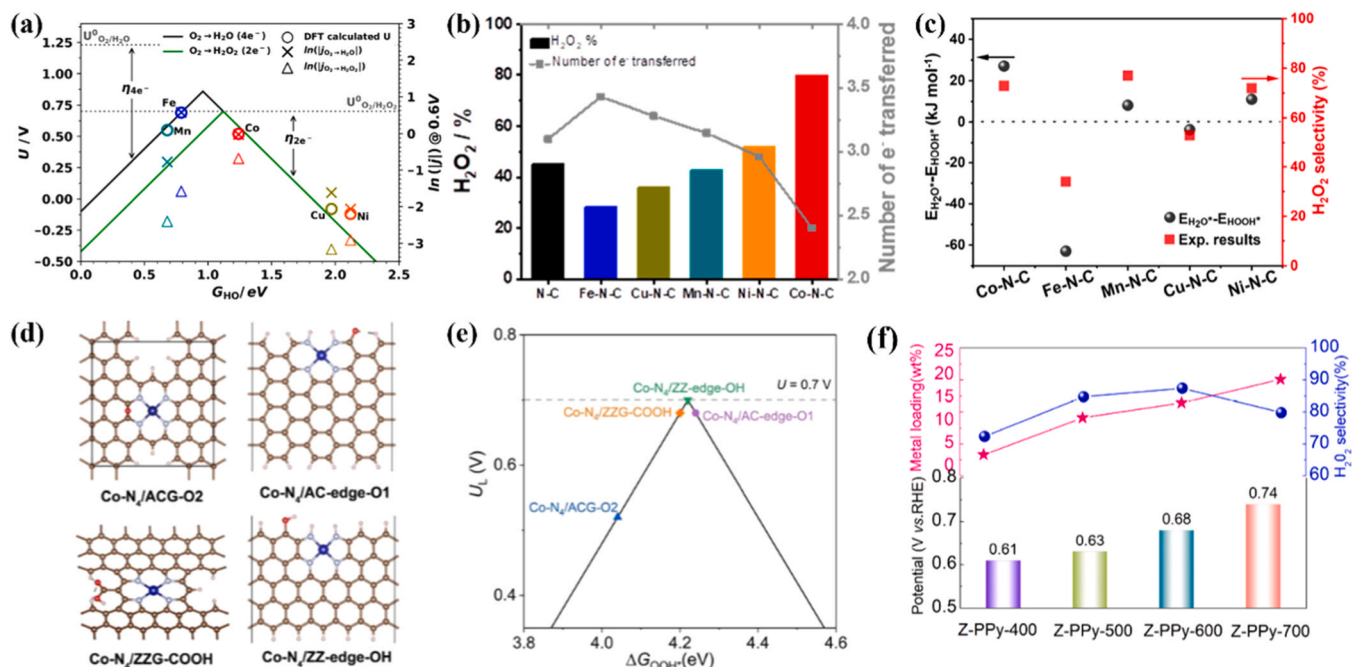 (a)
U⁰O₂/H₂O
O₂→H₂O (4e⁻)
O₂→H₂O₂ (2e⁻)
DFT calculated U
ln(|jO₂→H₂O|)
ln(|jO₂→H₂O₂|)
1.25
1.00
0.75
0.50
0.25
0.00
−0.25
−0.50
U / V
η4e⁻
Fe
Mn
Co
Cu
Ni
U⁰O₂/H₂O₂
η2e⁻
3
2
1
0
−1
−2
−3
ln(|j|) @ 0.6V
0.0
0.5
1.0
1.5
2.0
2.5
GHO/ eV
(b)
H₂O₂ %
Number of e⁻ transferred
100
80
60
40
20
0
H₂O₂ / %
4.0
3.5
3.0
2.5
2.0
Number of e⁻ transferred
N-C
Fe-N-C
Cu-N-C
Mn-N-C
Ni-N-C
Co-N-C
(c)
40
20
0
-20
-40
-60
EH₂O*-EHOOH* (kJ mol⁻¹)
100
80
60
40
20
0
H₂O₂ selectivity (%)
EH₂O*-EHOOH*
Exp. results
Co-N-C
Fe-N-C
Mn-N-C
Cu-N-C
Ni-N-C
(d)
Co-N₄/ACG-O2
Co-N₄/AC-edge-O1
Co-N₄/ZZG-COOH
Co-N₄/ZZ-edge-OH
(e)
0.8
0.6
0.4
UL (V)
U = 0.7 V
Co-N₄/ZZ-edge-OH
Co-N₄/ZZG-COOH
Co-N₄/AC-edge-O1
Co-N₄/ACG-O2
3.8
4.0
4.2
4.4
4.6
ΔGOOH*(eV)
(f)
25
20
15
10
5
0
Metal loading(wt%)
100
90
80
70
60
H₂O₂ selectivity(%)
0.8
0.7
0.6
0.5
Potential (V vs.RHE)
0.61
0.63
0.68
0.74
Z-PPy-400
Z-PPy-500
Z-PPy-600
Z-PPy-700